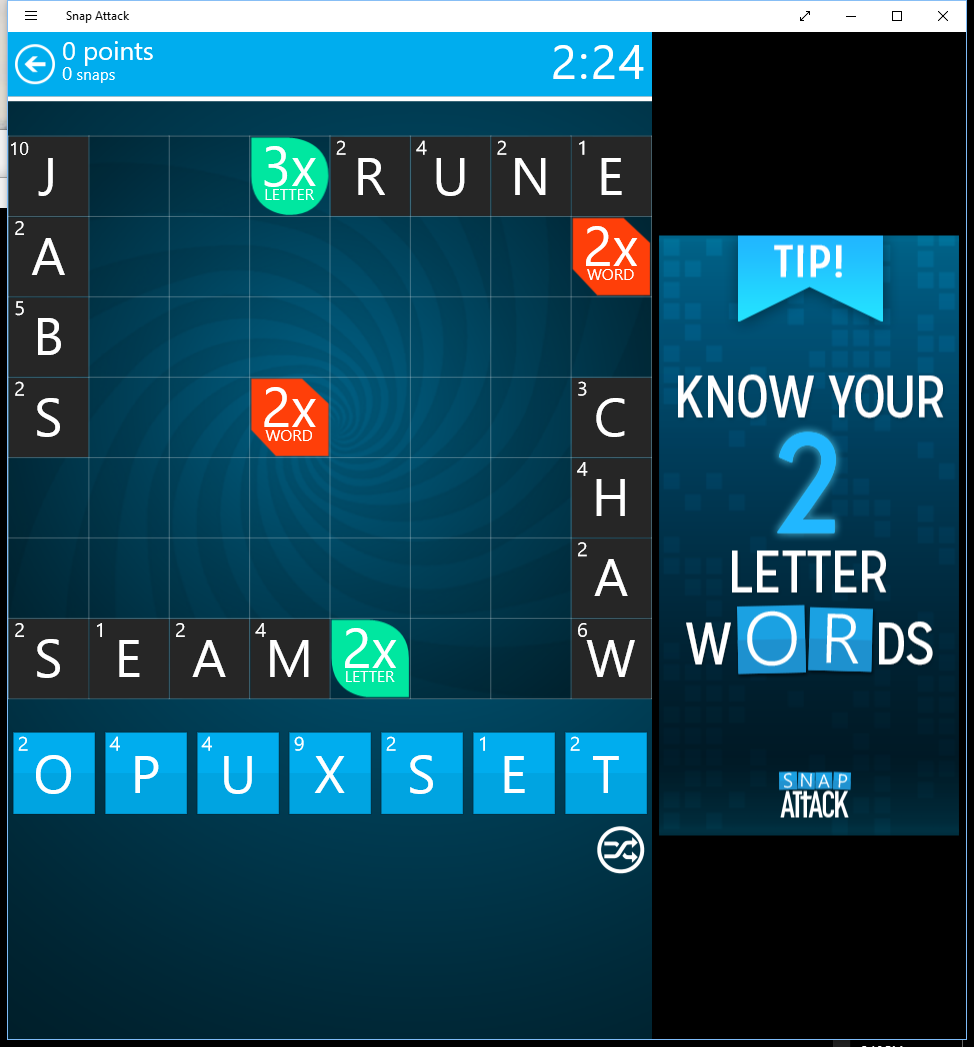 Snap Attack
0 points
0 snaps
2:24
10 J 3x LETTER 2 R 4 U 2 N 1 E
2 A 2x WORD
5 B
2 S 2x WORD 3 C
4 H
2 A
2 S 1 E 2 A 4 M 2x LETTER 6 W
2 O 4 P 4 U 9 X 2 S 1 E 2 T
TIP!
KNOW YOUR
2
LETTER
WORDS
SNAP
ATTACK